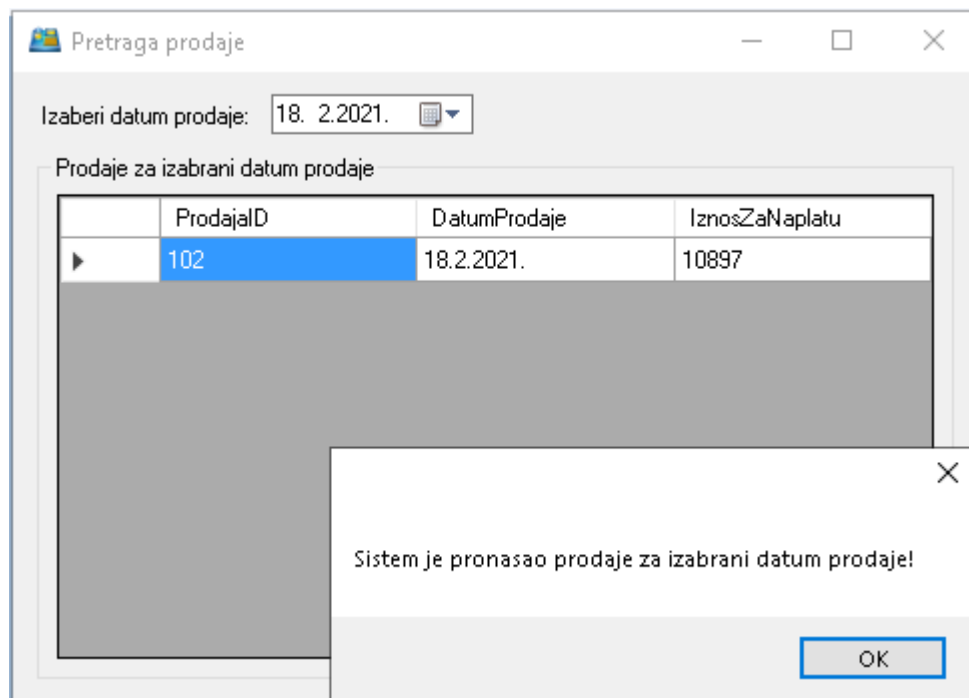 Pretraga prodaje
Izaberi datum prodaje: 18. 2.2021.
Prodaje za izabrani datum prodaje
ProdajaID DatumProdaje IznosZaNaplatu
102 18.2.2021. 10897
Sistem je pronasao prodaje za izabrani datum prodaje!
OK